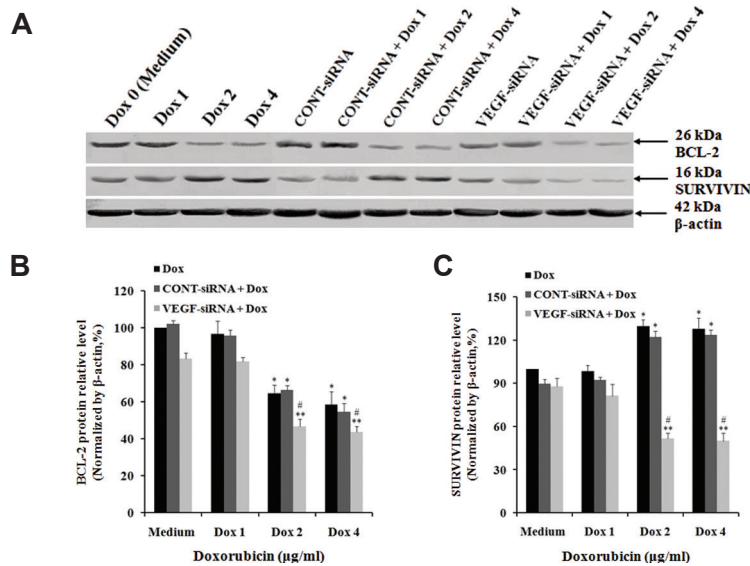 A
Dox 0 (Medium)
Dox 1
Dox 2
Dox 4
CONT-siRNA
CONT-siRNA + Dox 1
CONT-siRNA + Dox 2
CONT-siRNA + Dox 4
VEGF-siRNA
VEGF-siRNA + Dox 1
VEGF-siRNA + Dox 2
VEGF-siRNA + Dox 4
26 kDa
BCL-2
16 kDa
SURVIVIN
42 kDa
β-actin
B
Dox
CONT-siRNA + Dox
VEGF-siRNA + Dox
BCL-2 protein relative level
(Normalized by β-actin,%)
120
100
80
60
40
20
0
* * # **
* * # **
Medium Dox 1 Dox 2 Dox 4
Doxorubicin (μg/ml)
C
Dox
CONT-siRNA + Dox
VEGF-siRNA + Dox
SURVIVIN protein relative level
(Normalized by β-actin,%)
150
120
90
60
30
0
* * # **
* * # **
Medium Dox 1 Dox 2 Dox 4
Doxorubicin (μg/ml)